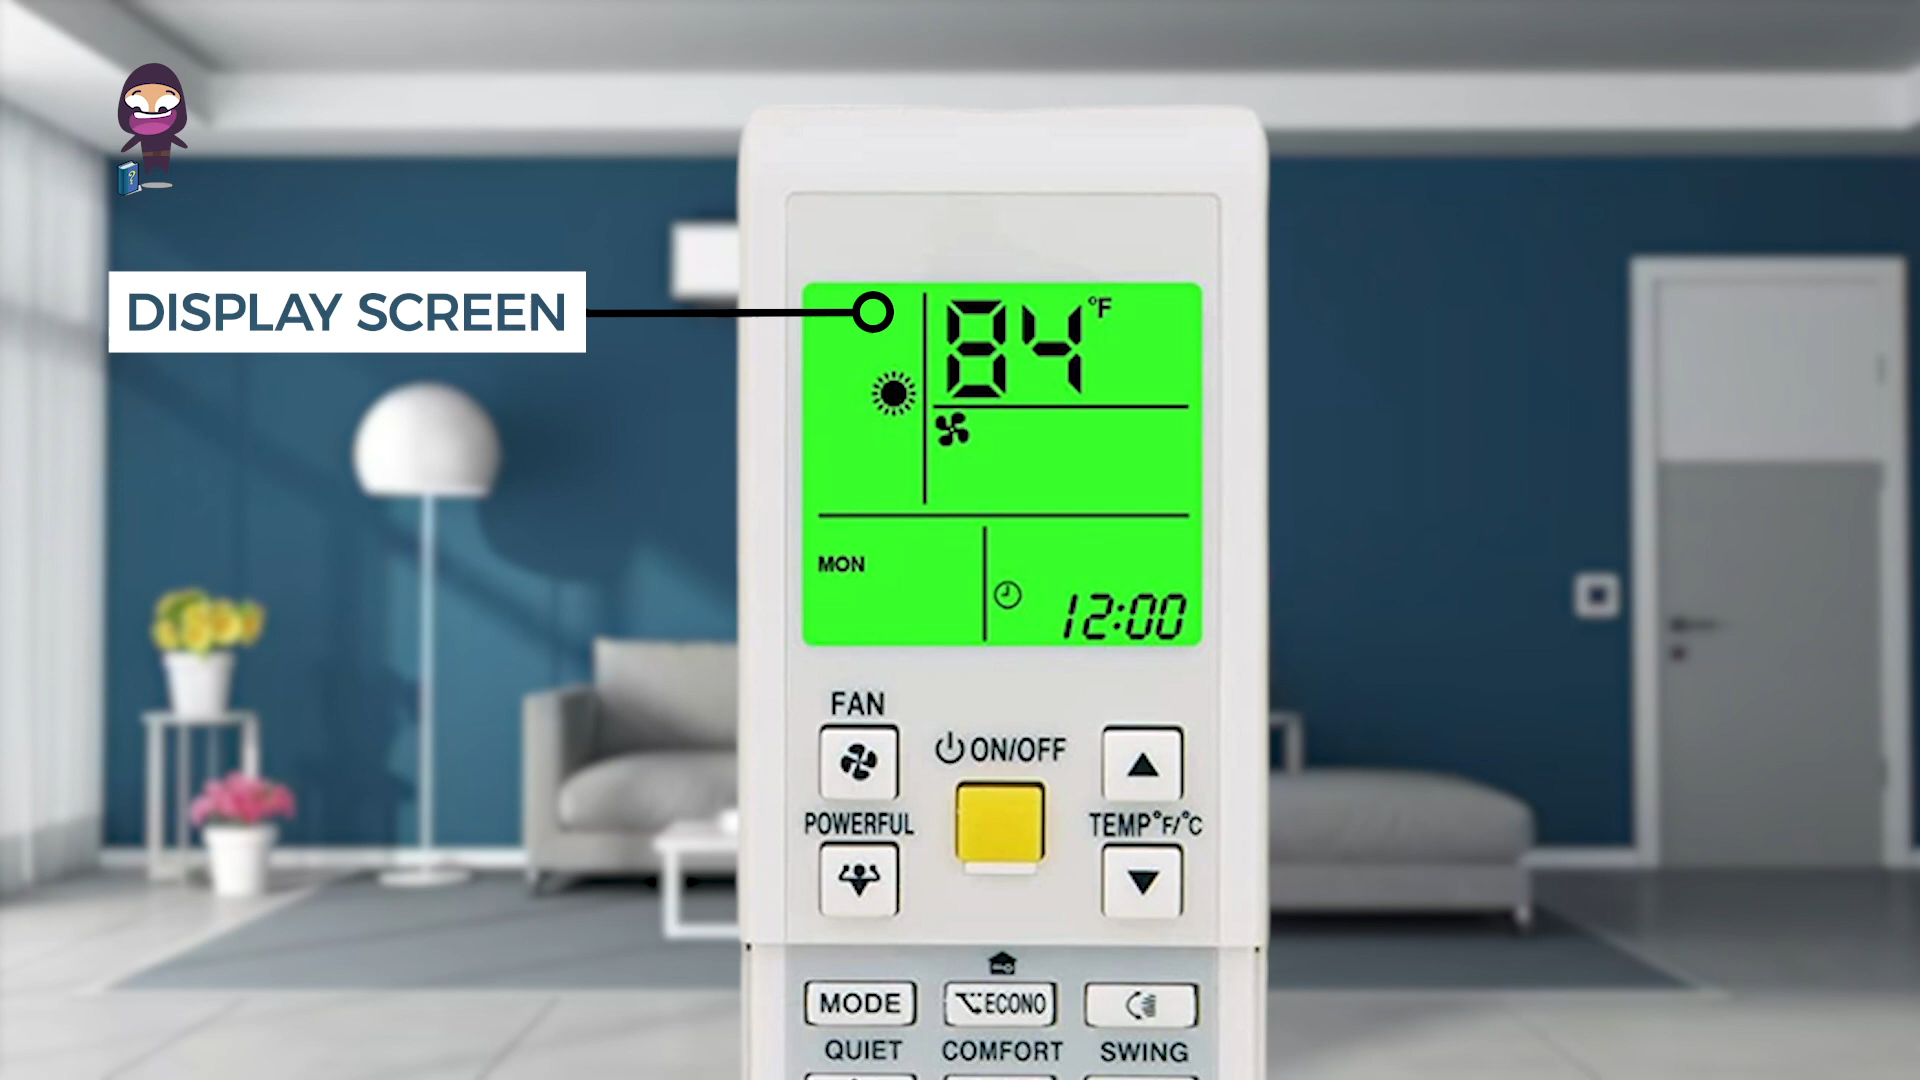 DISPLAY SCREEN
84 °F
MON
12:00
FAN
ON/OFF
POWERFUL
TEMP°F/°C
MODE
ECONO
QUIET
COMFORT
SWING
?